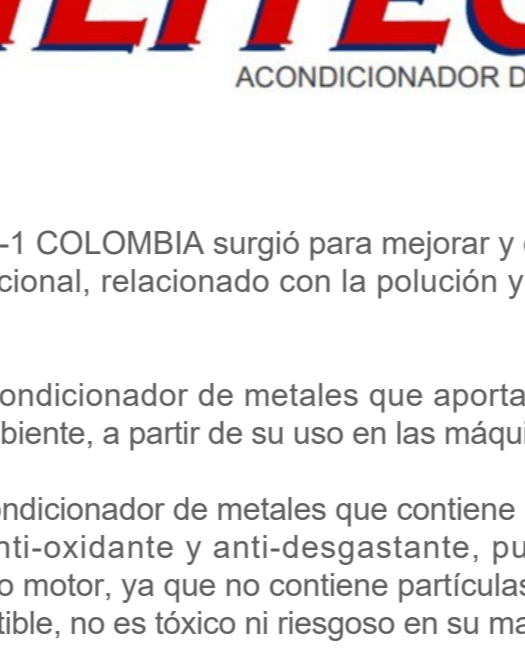 ILITEC
ACONDICIONADOR D
-1 COLOMBIA surgió para mejorar y
cional, relacionado con la polución y
ondicionador de metales que aporta
biente, a partir de su uso en las máqui
ondicionador de metales que contiene
nti-oxidante y anti-desgastante, pu
o motor, ya que no contiene partículas
tible, no es tóxico ni riesgoso en su ma